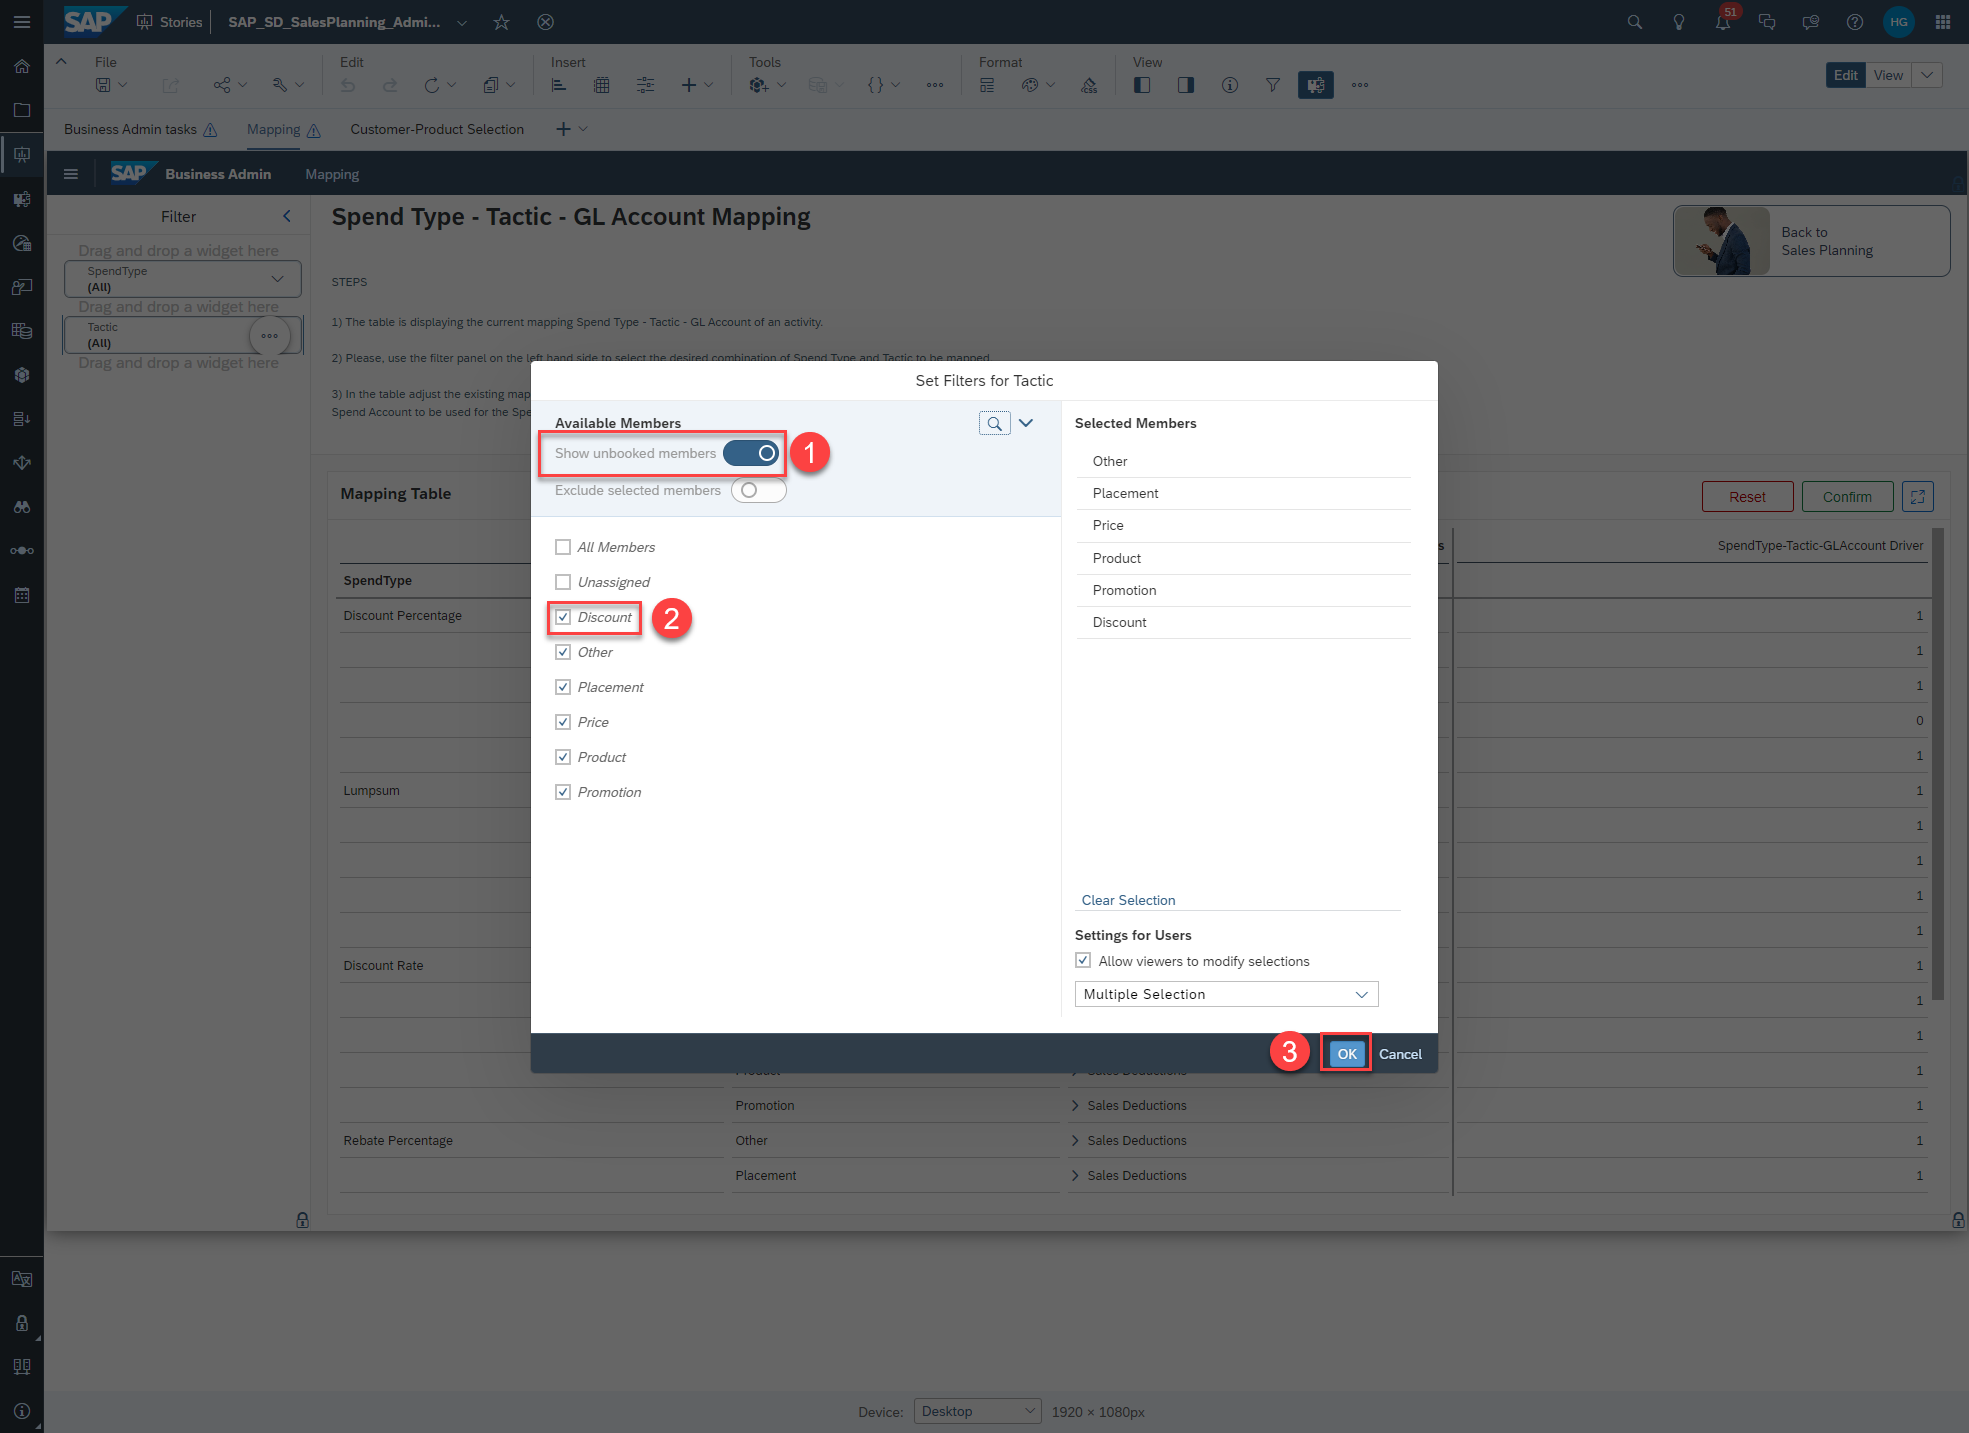 SAP Stories SAP_SD_SalesPlanning_Admi... 51 HG
File Edit Insert Tools Format View
Edit View
CSS
Business Admin tasks Mapping Customer-Product Selection
SAP Business Admin Mapping
Filter
Drag and drop a widget here
SpendType
(All)
Drag and drop a widget here
Tactic
(All)
Drag and drop a widget here
Spend Type - Tactic - GL Account Mapping
Back to
Sales Planning
STEPS
1) The table is displaying the current mapping Spend Type - Tactic - GL Account of an activity.
2) Please, use the filter panel on the left hand side to select the desired combination of Spend Type and Tactic to be mapped.
3) In the table adjust the existing map
Spend Account to be used for the Spe
Mapping Table
Reset Confirm
s SpendType-Tactic-GLAccount Driver
SpendType
Discount Percentage 1
1
1
0
1
Lumpsum 1
1
1
1
1
Discount Rate 1
1
1
Product Sales Deductions 1
Promotion Sales Deductions 1
Rebate Percentage Other Sales Deductions 1
Placement Sales Deductions 1
Set Filters for Tactic
Available Members
Show unbooked members 1
Exclude selected members
All Members
Unassigned
Discount 2
Other
Placement
Price
Product
Promotion
Selected Members
Other
Placement
Price
Product
Promotion
Discount
Clear Selection
Settings for Users
Allow viewers to modify selections
Multiple Selection
3 OK Cancel
Device: Desktop 1920 × 1080px